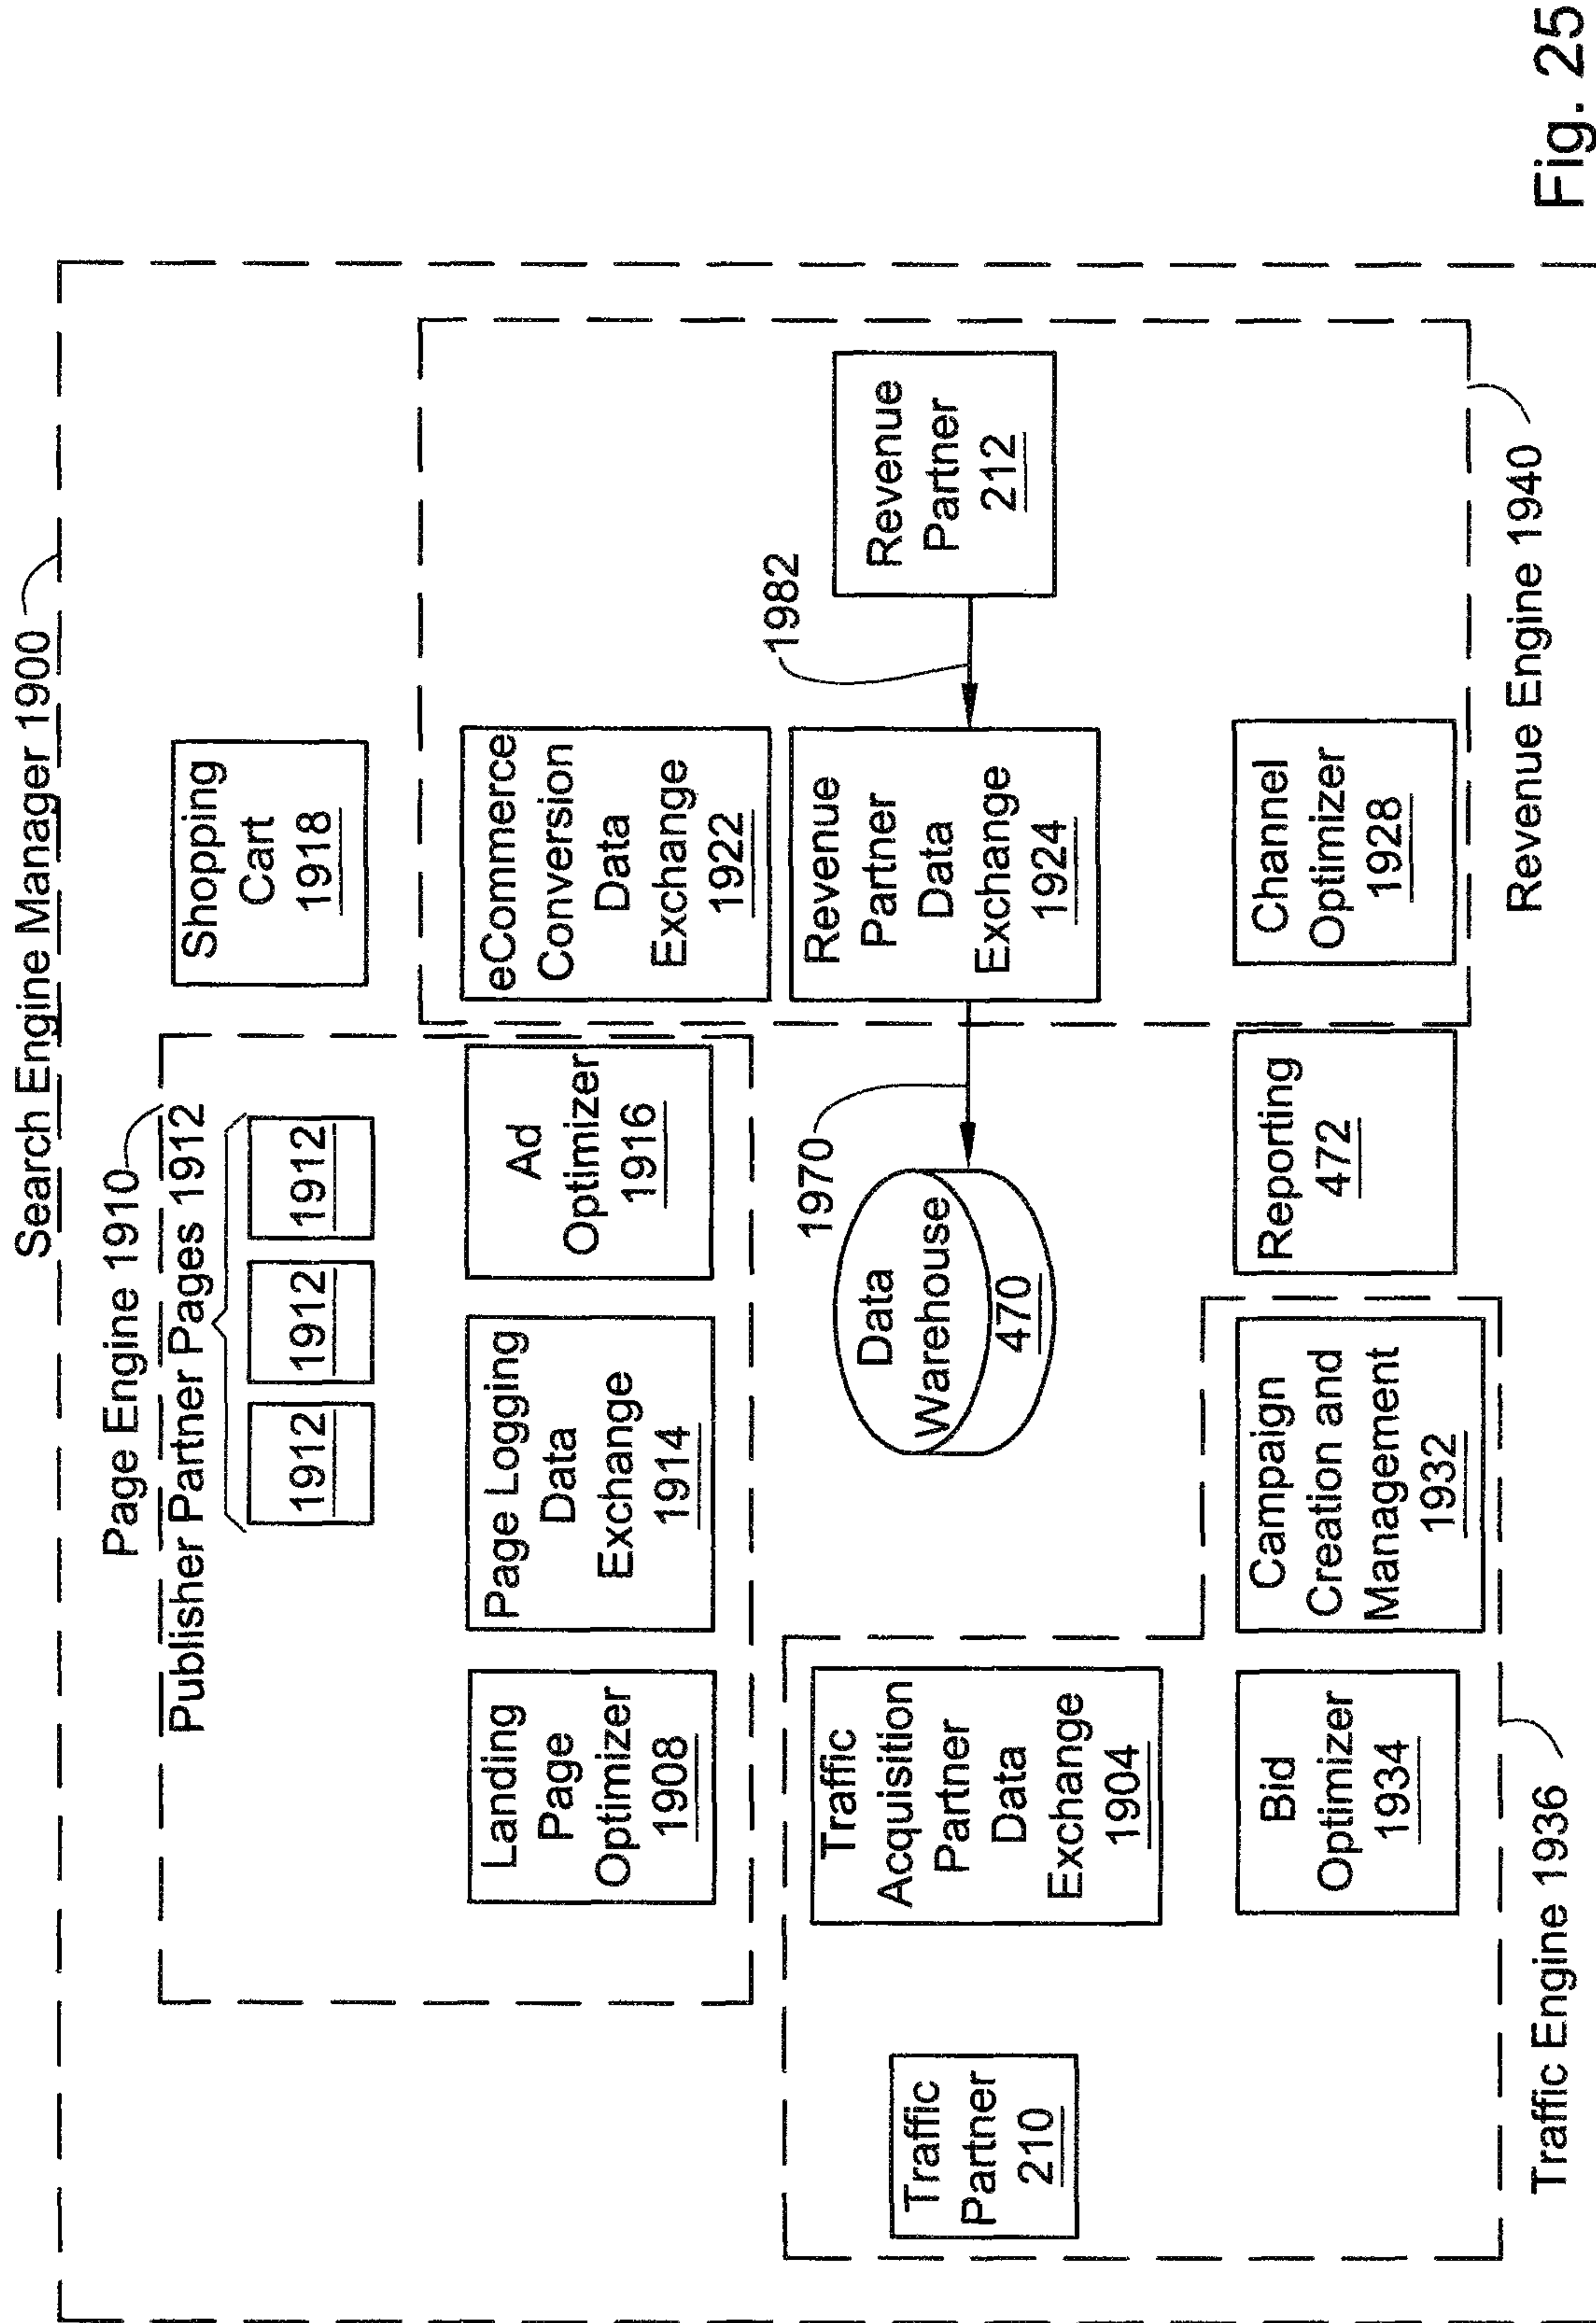 Search Engine Manager 1900
Page Engine 1910
Publisher Partner Pages 1912
1912
1912
1912
Shopping
Cart
1918
Landing
Page
Optimizer
1908
Page Logging
Data
Exchange
1914
Ad
Optimizer
1916
eCommerce
Conversion
Data
Exchange
1922
Traffic
Partner
210
Traffic
Acquisition
Partner
Data
Exchange
1904
Data
Warehouse
470
1970
Revenue
Partner
Data
Exchange
1924
1982
Revenue
Partner
212
Bid
Optimizer
1934
Campaign
Creation and
Management
1932
Reporting
472
Channel
Optimizer
1928
Traffic Engine 1936
Revenue Engine 1940
Fig. 25